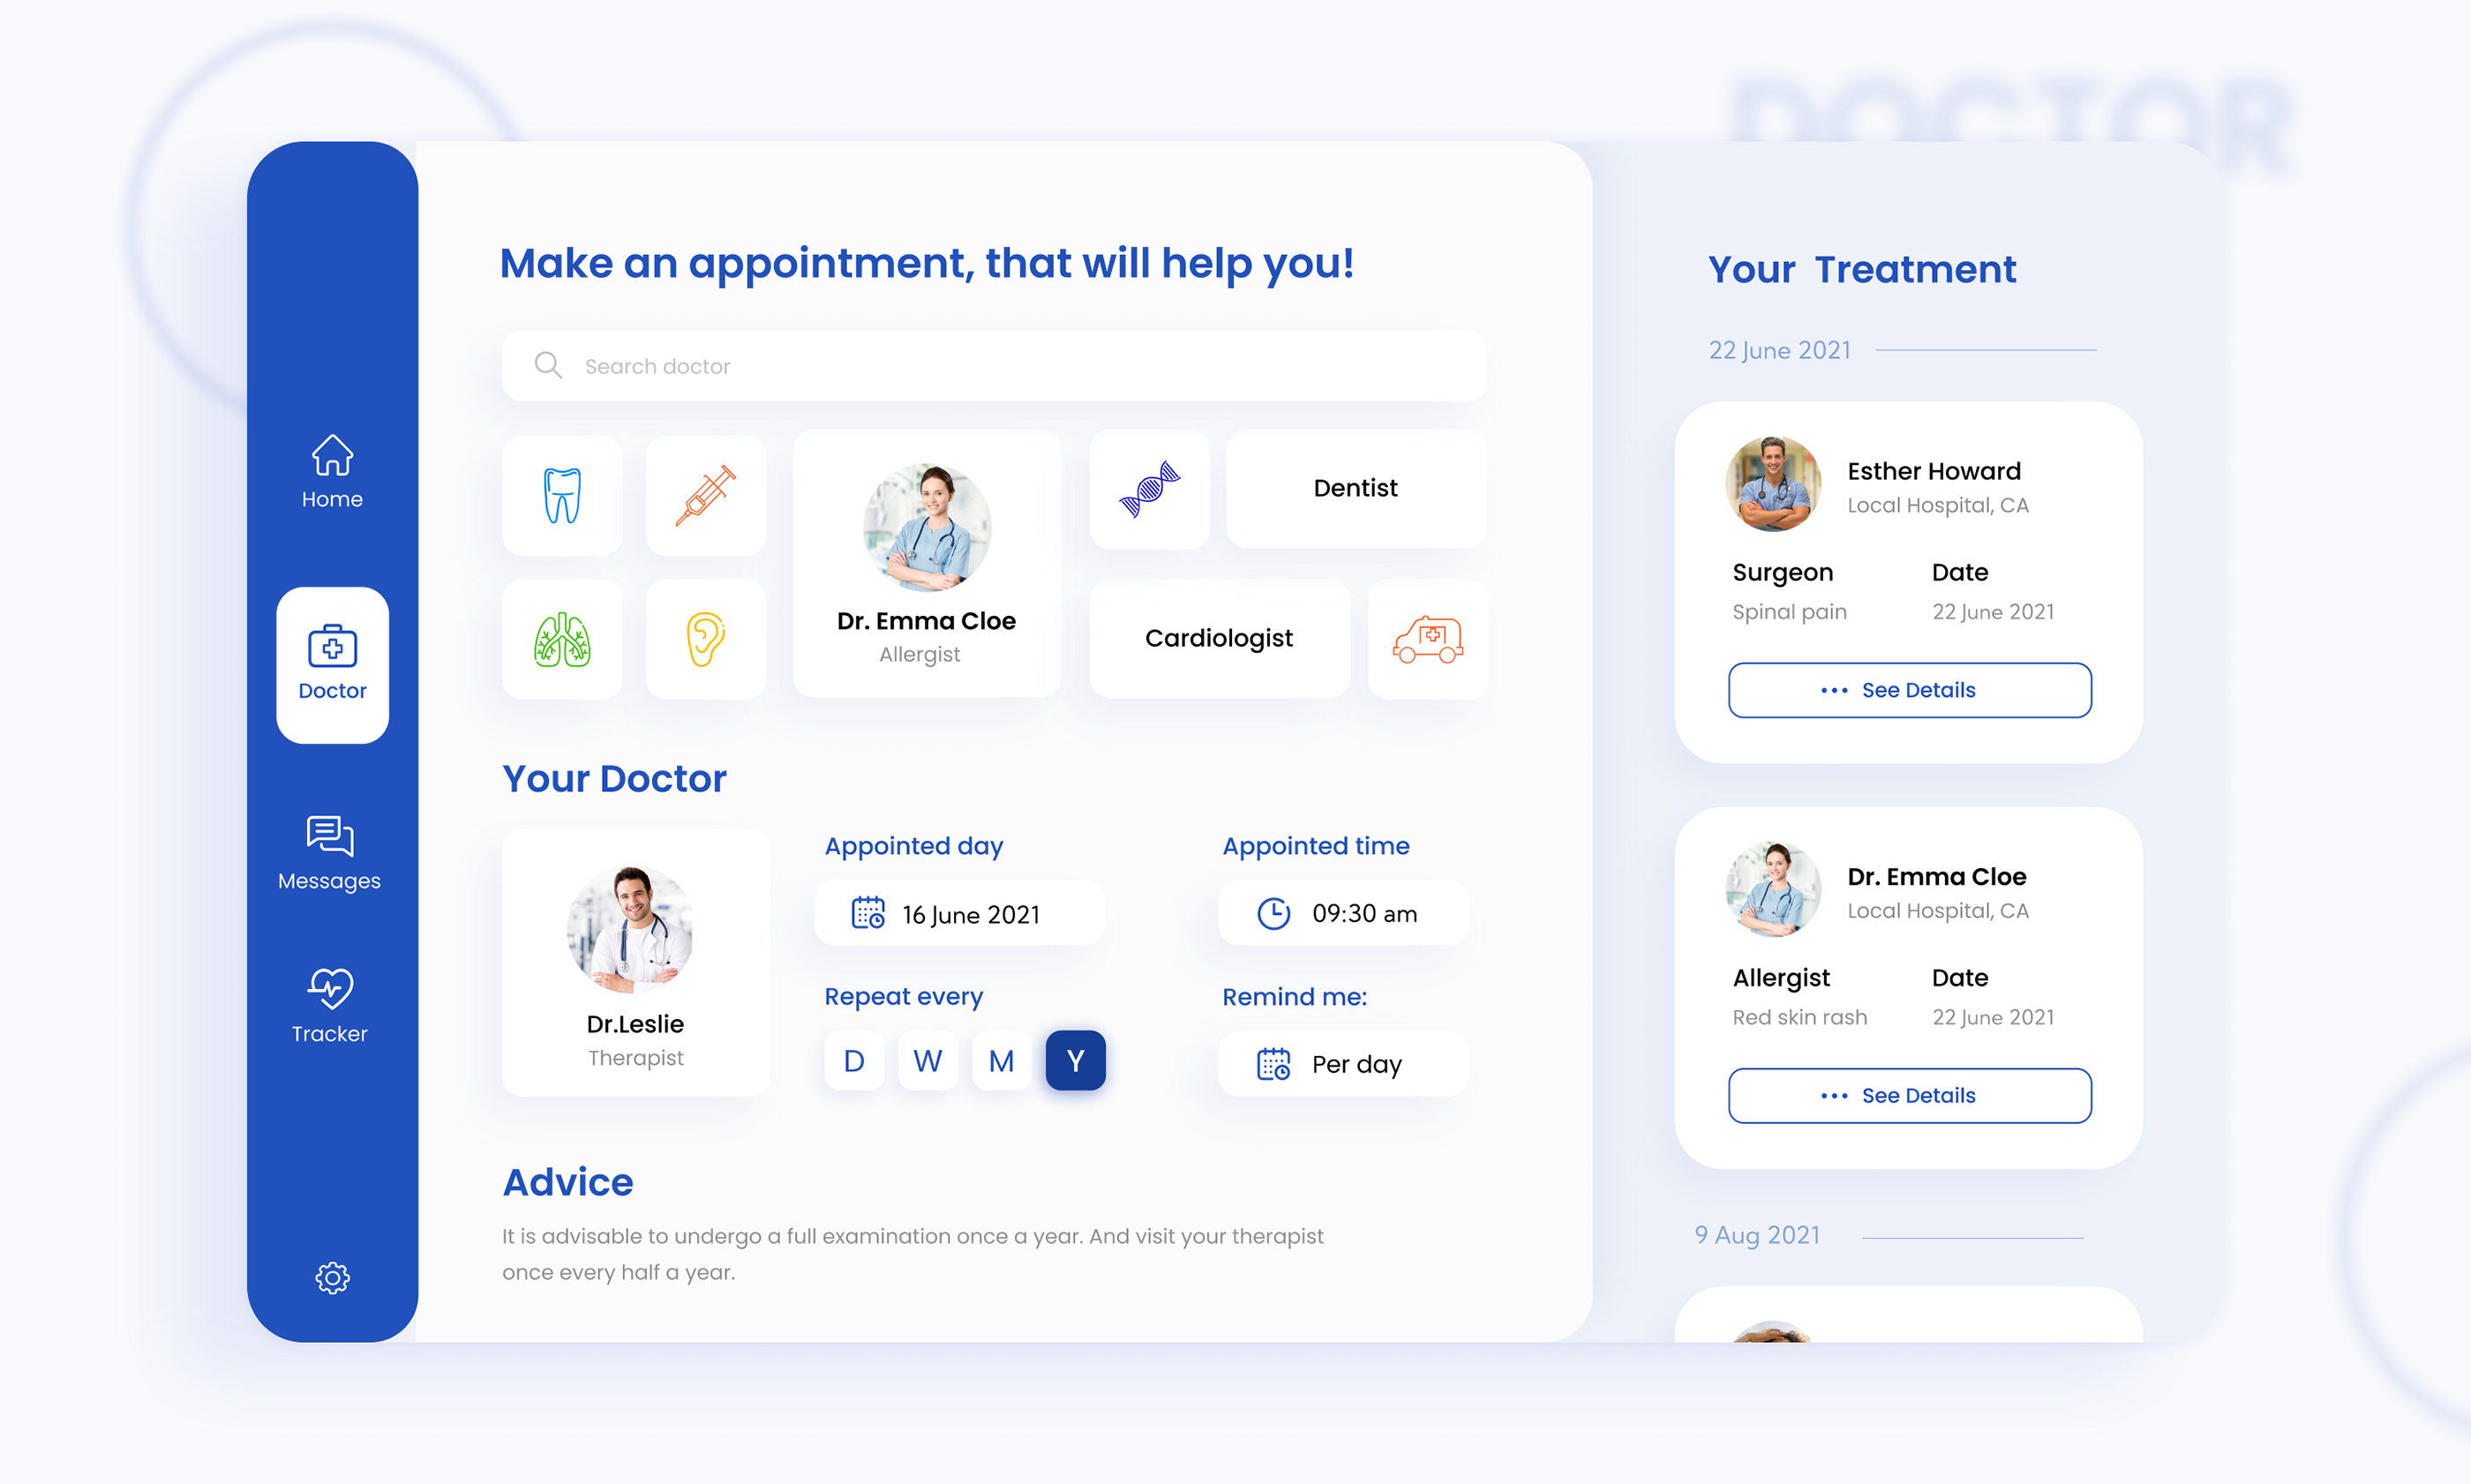 DOCTOR
Home
Doctor
Messages
Tracker
Make an appointment, that will help you!
Search doctor
Dr. Emma Cloe
Allergist
Dentist
Cardiologist
Your Doctor
Dr.Leslie
Therapist
Appointed day
16 June 2021
Appointed time
09:30 am
Repeat every
D W M Y
Remind me:
Per day
Advice
It is advisable to undergo a full examination once a year. And visit your therapist
once every half a year.
Your Treatment
22 June 2021
Esther Howard
Local Hospital, CA
Surgeon Date
Spinal pain 22 June 2021
••• See Details
Dr. Emma Cloe
Local Hospital, CA
Allergist Date
Red skin rash 22 June 2021
••• See Details
9 Aug 2021